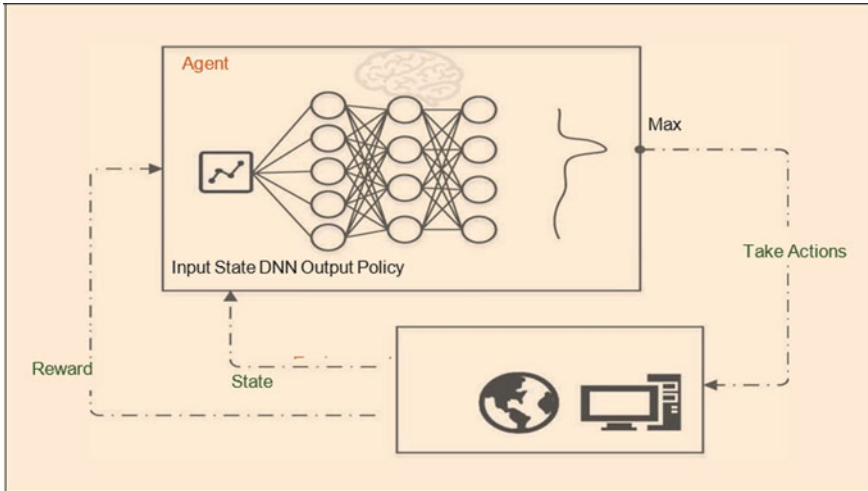 Agent
Max
Input State DNN Output Policy
Take Actions
Reward
State